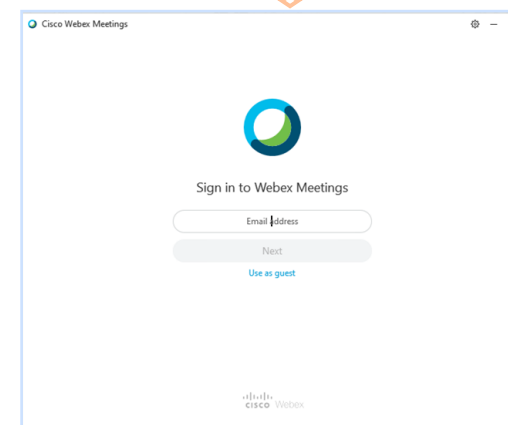 Cisco Webex Meetings
Sign in to Webex Meetings
Email address
Next
Use as guest
CISCO Webex